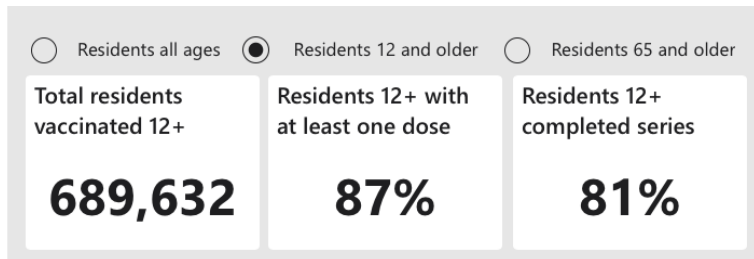 Residents all ages
Residents 12 and older
Residents 65 and older
Total residents
vaccinated 12+
689,632
Residents 12+ with
at least one dose
87%
Residents 12+
completed series
81%